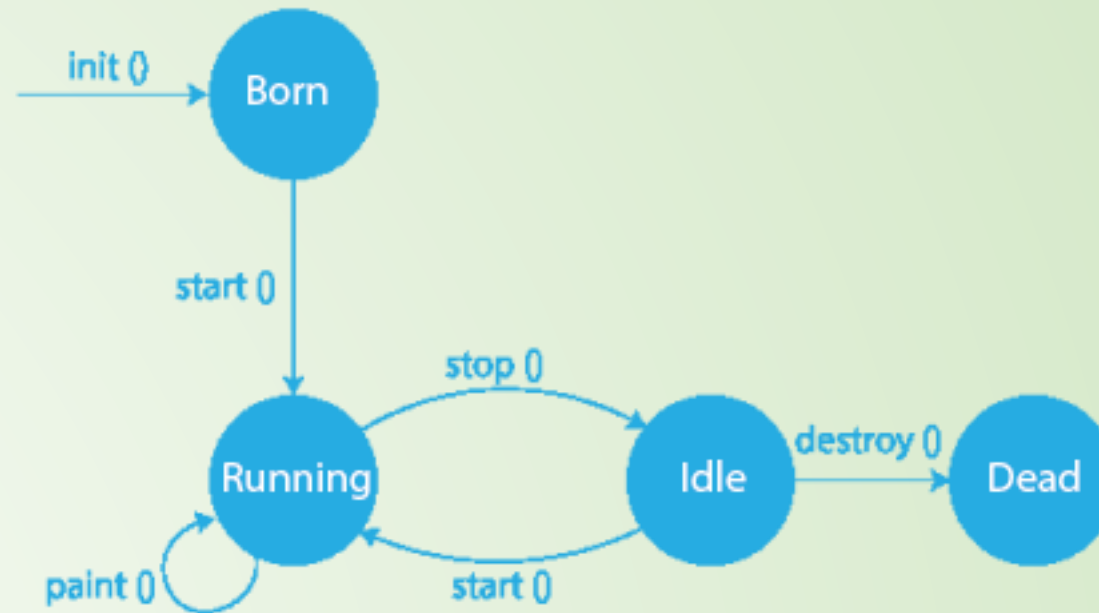 init ()
Born
start ()
stop ()
Running
Idle
destroy ()
Dead
paint ()
start ()